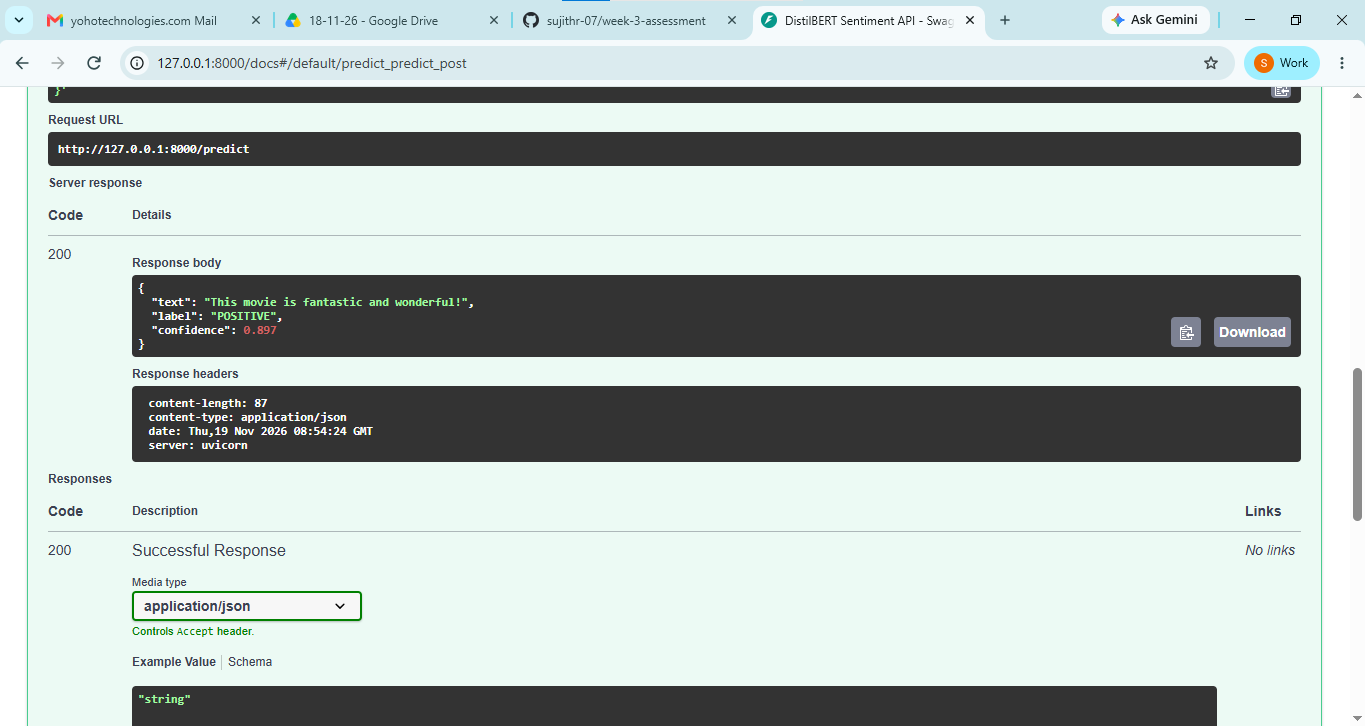 yohotechnologies.com Mail
18-11-26 - Google Drive
sujithr-07/week-3-assessment
DistilBERT Sentiment API - Swag
Ask Gemini
127.0.0.1:8000/docs#/default/predict_predict_post
S Work
}'
Request URL
http://127.0.0.1:8000/predict
Server response
Code Details
200
Response body
{
"text": "This movie is fantastic and wonderful!",
"label": "POSITIVE",
"confidence": 0.897
}
Download
Response headers
content-length: 87
content-type: application/json
date: Thu,19 Nov 2026 08:54:24 GMT
server: uvicorn
Responses
Code Description Links
200 Successful Response No links
Media type
application/json
Controls Accept header.
Example Value Schema
"string"